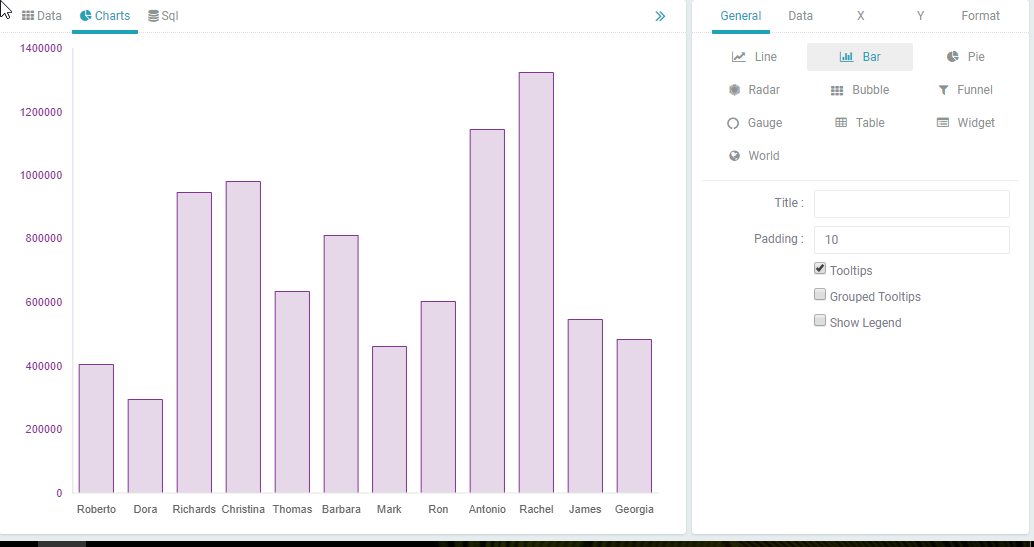 Data Charts Sql
1400000
1200000
1000000
800000
600000
400000
200000
0
Roberto Dora Richards Christina Thomas Barbara Mark Ron Antonio Rachel James Georgia
General Data X Y Format
Line Bar Pie
Radar Bubble Funnel
Gauge Table Widget
World
Title :
Padding : 10
Tooltips
Grouped Tooltips
Show Legend